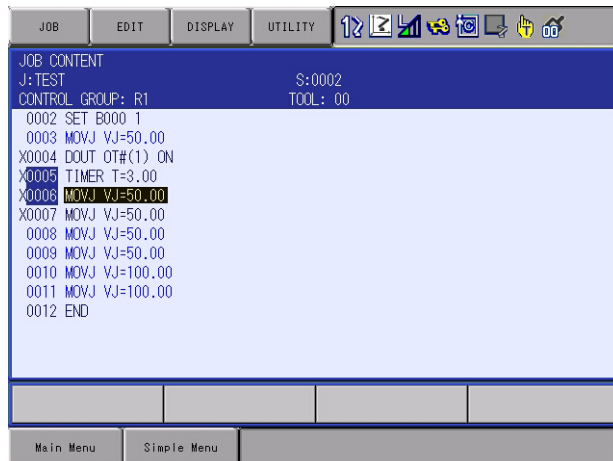 JOB EDIT DISPLAY UTILITY
JOB CONTENT
J:TEST S:0002
CONTROL GROUP: R1 TOOL: 00
0002 SET B000 1
0003 MOVJ VJ=50.00
X0004 DOUT OT#(1) ON
X0005 TIMER T=3.00
X0006 MOVJ VJ=50.00
X0007 MOVJ VJ=50.00
0008 MOVJ VJ=50.00
0009 MOVJ VJ=50.00
0010 MOVJ VJ=100.00
0011 MOVJ VJ=100.00
0012 END
Main Menu Simple Menu